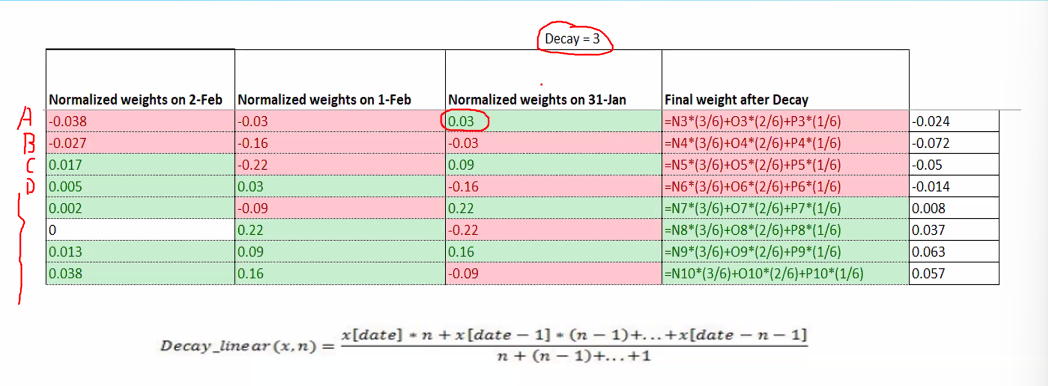 Decay = 3
Normalized weights on 2-Feb Normalized weights on 1-Feb Normalized weights on 31-Jan Final weight after Decay
A -0.038 -0.03 0.03 =N3*(3/6)+O3*(2/6)+P3*(1/6) -0.024
B -0.027 -0.16 -0.03 =N4*(3/6)+O4*(2/6)+P4*(1/6) -0.072
C 0.017 -0.22 0.09 =N5*(3/6)+O5*(2/6)+P5*(1/6) -0.05
D 0.005 0.03 -0.16 =N6*(3/6)+O6*(2/6)+P6*(1/6) -0.014
0.002 -0.09 0.22 =N7*(3/6)+O7*(2/6)+P7*(1/6) 0.008
0 0.22 -0.22 =N8*(3/6)+O8*(2/6)+P8*(1/6) 0.037
0.013 0.09 0.16 =N9*(3/6)+O9*(2/6)+P9*(1/6) 0.063
0.038 0.16 -0.09 =N10*(3/6)+O10*(2/6)+P10*(1/6) 0.057
x[date] * n + x[date − 1] * (n − 1)+...+x[date − n − 1]
Decay_linear(x,n) =
n + (n − 1)+...+1